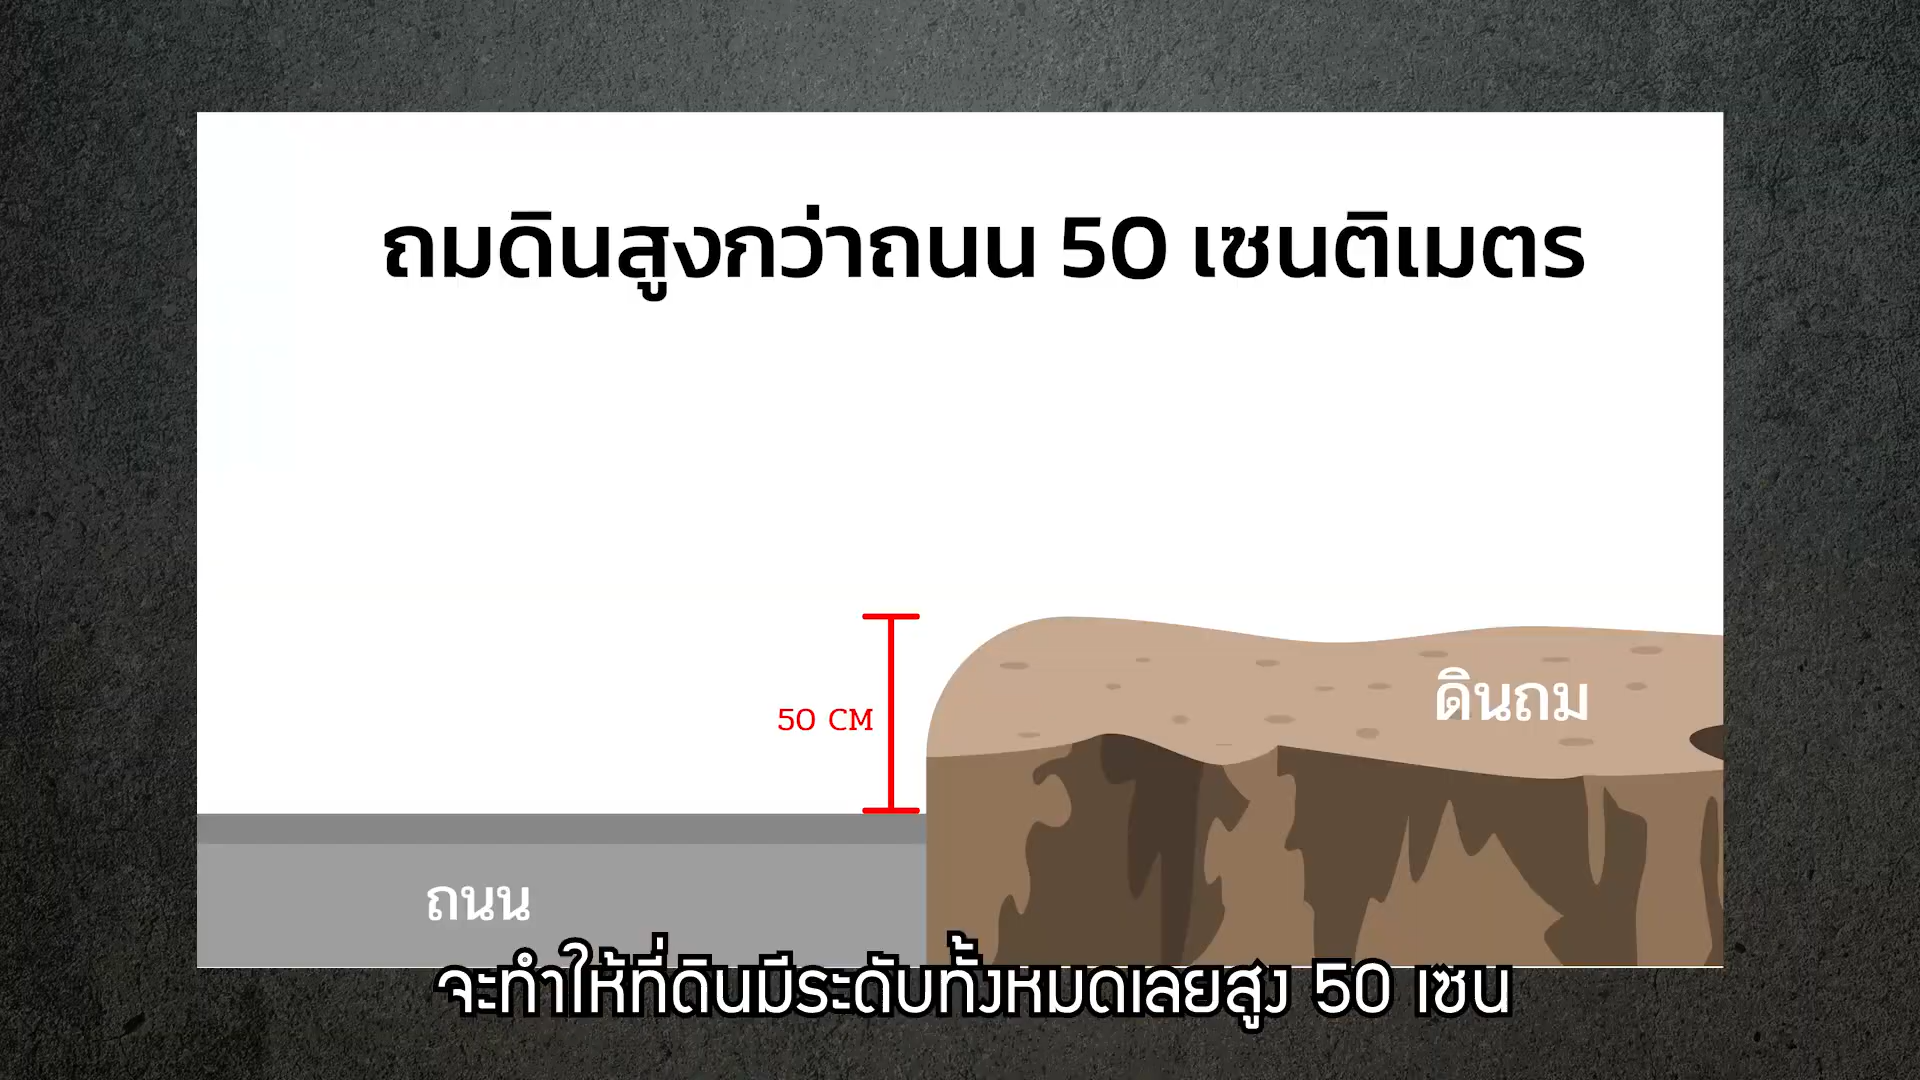 ถมดินสูงกว่าถนน 50 เซนติเมตร
50 CM
ดินถม
ถนน
จะทำให้ที่ดินมีระดับทั้งหมดเลยสูง 50 เซน